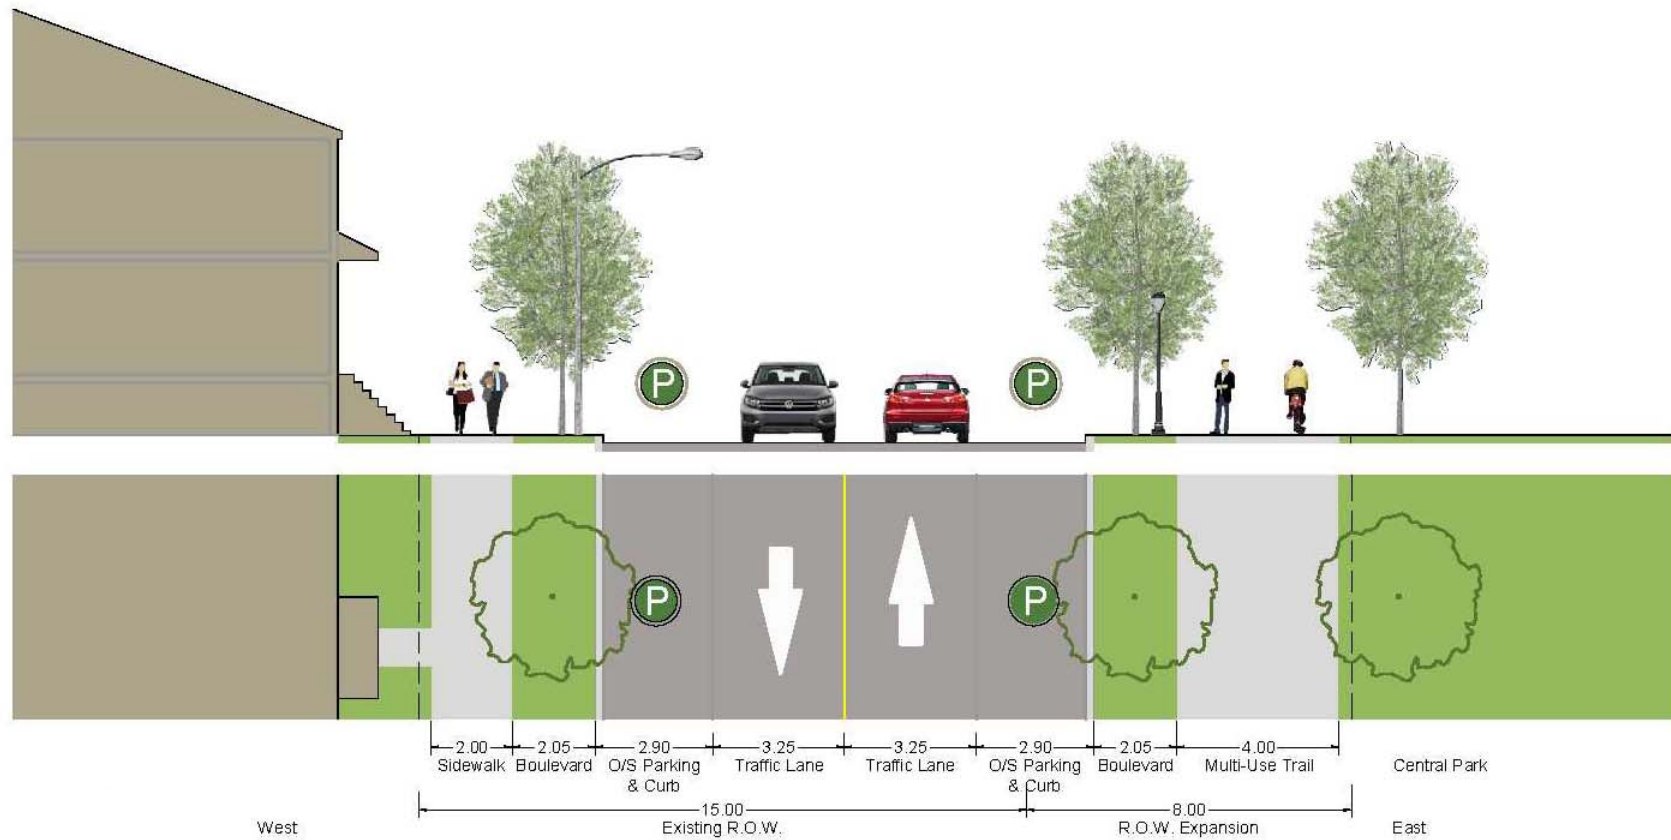 P
P
P
P
2.00 2.05 2.90 3.25 3.25 2.90 2.05 4.00
Sidewalk Boulevard O/S Parking Traffic Lane Traffic Lane O/S Parking Boulevard Multi-Use Trail Central Park
& Curb & Curb
15.00 8.00
West Existing R.O.W. R.O.W. Expansion East